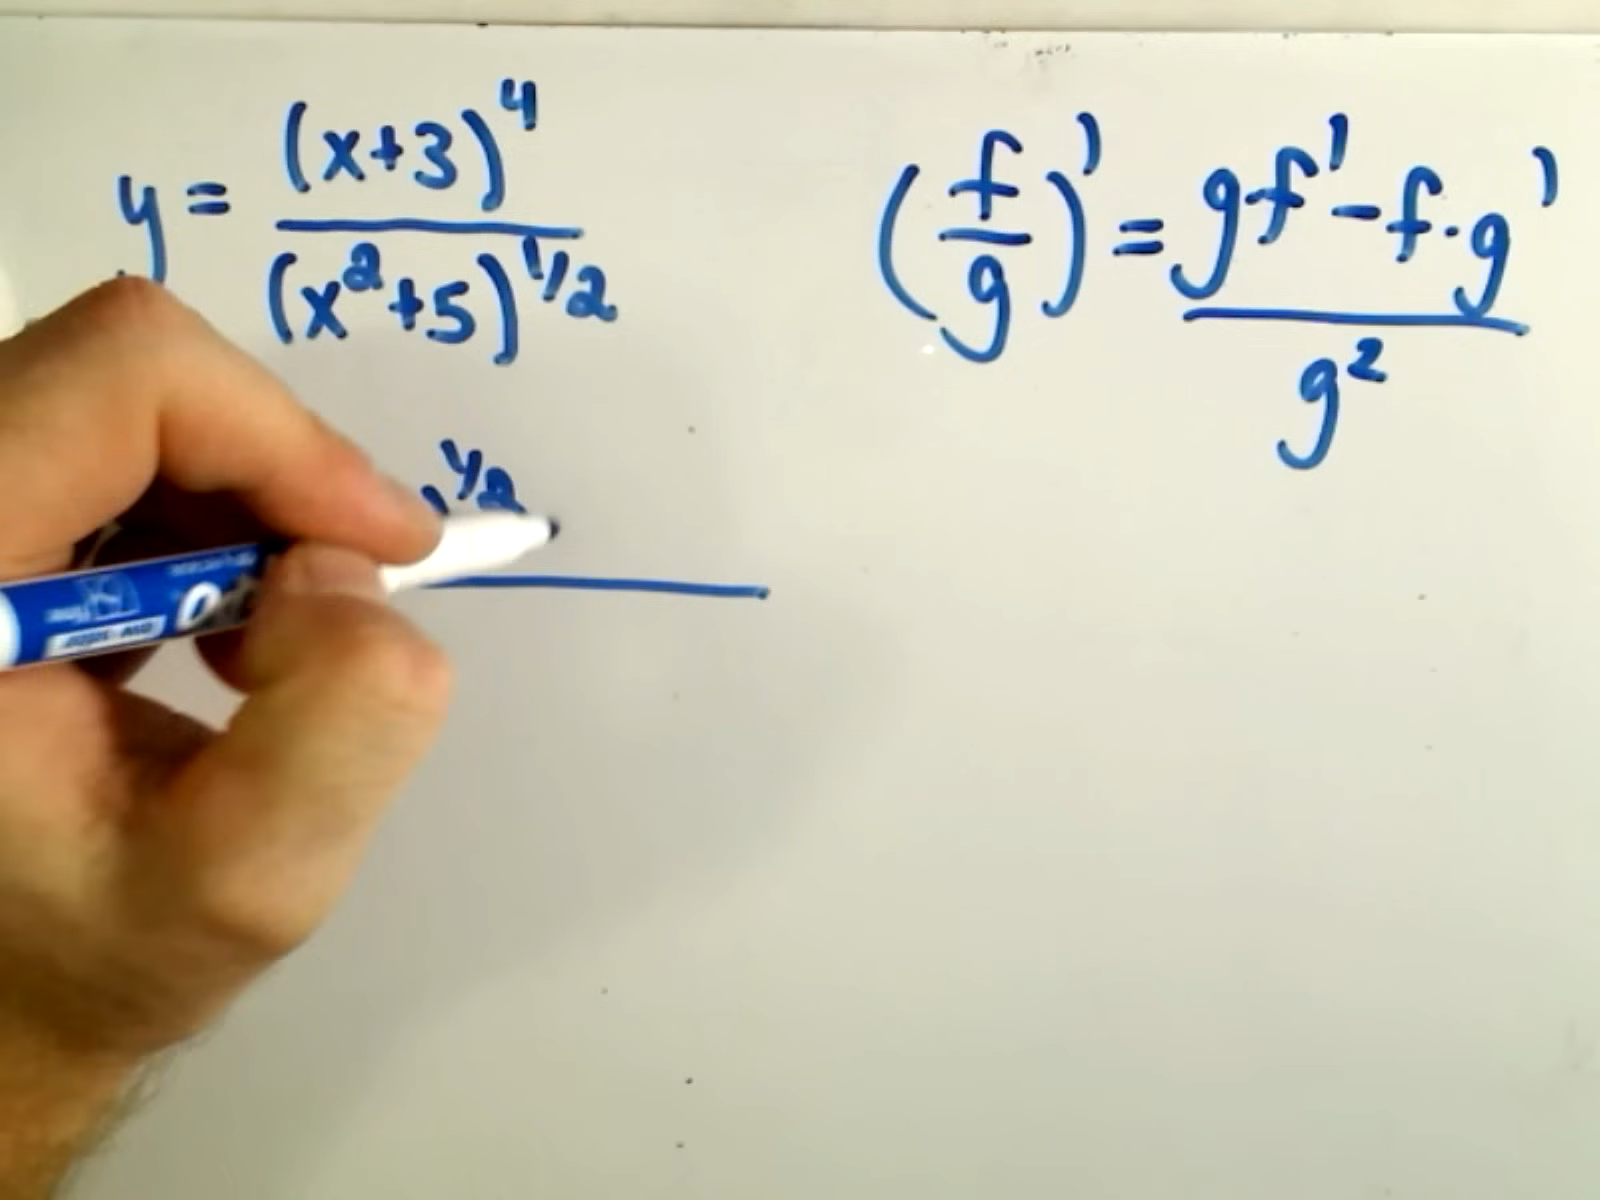 y = (x+3)^4 / (x^2+5)^1/2
(f/g)' = g·f' - f·g' / g^2
)^1/2